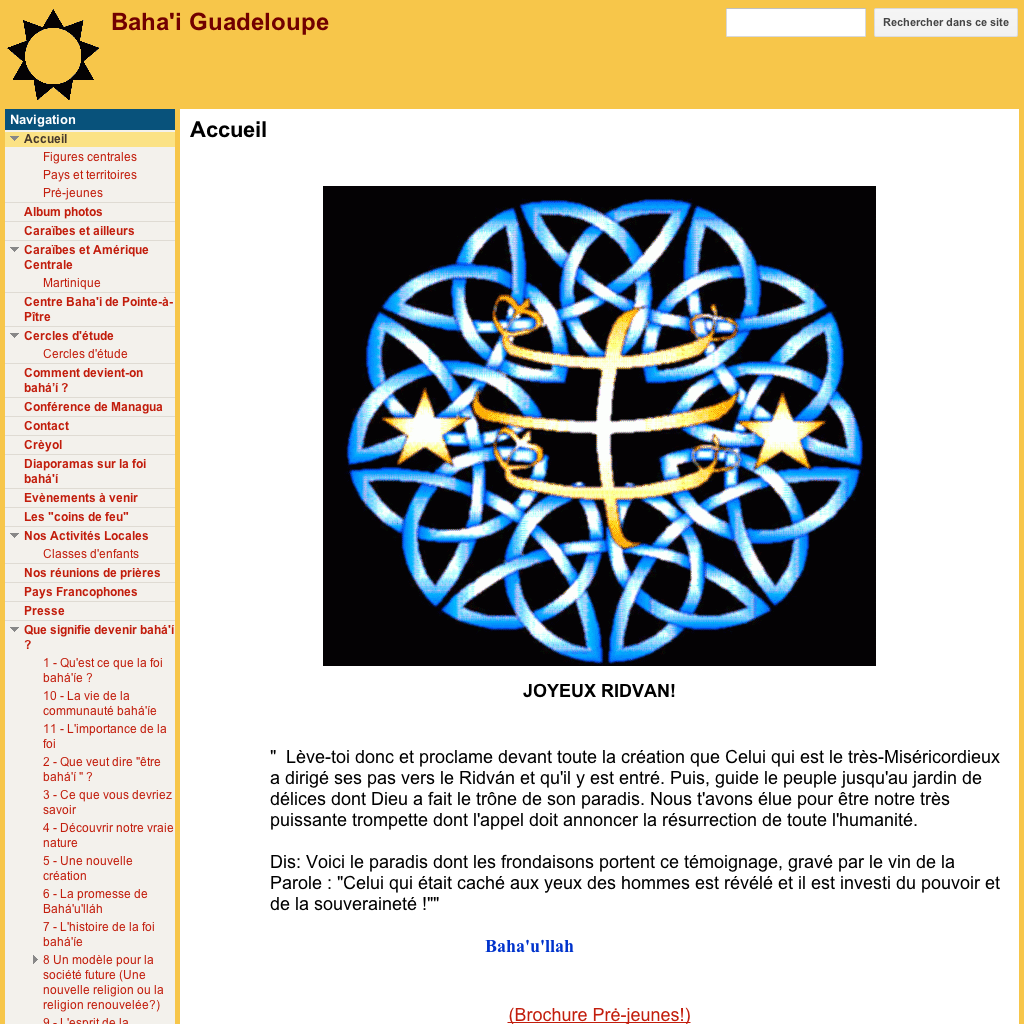 Baha'i Guadeloupe
Rechercher dans ce site
Navigation
Accueil
Figures centrales
Pays et territoires
Pré-jeunes
Album photos
Caraïbes et ailleurs
Caraïbes et Amérique
Centrale
Martinique
Centre Baha'i de Pointe-à-
Pître
Cercles d'étude
Cercles d'étude
Comment devient-on
bahá'í ?
Conférence de Managua
Contact
Crèyol
Diaporamas sur la foi
bahá'í
Evènements à venir
Les "coins de feu"
Nos Activités Locales
Classes d'enfants
Nos réunions de prières
Pays Francophones
Presse
Que signifie devenir bahá'i
?
1 - Qu'est ce que la foi
bahá'íe ?
10 - La vie de la
communauté bahá'íe
11 - L'importance de la
foi
2 - Que veut dire "être
bahá'í " ?
3 - Ce que vous devriez
savoir
4 - Découvrir notre vraie
nature
5 - Une nouvelle
création
6 - La promesse de
Bahá'u'lláh
7 - L'histoire de la foi
bahá'íe
8 Un modèle pour la
société future (Une
nouvelle religion ou la
religion renouvelée?)
9 - L'esprit de la
Accueil
JOYEUX RIDVAN!
"  Lève-toi donc et proclame devant toute la création que Celui qui est le très-Miséricordieux
a dirigé ses pas vers le Ridván et qu'il y est entré. Puis, guide le peuple jusqu'au jardin de
délices dont Dieu a fait le trône de son paradis. Nous t'avons élue pour être notre très
puissante trompette dont l'appel doit annoncer la résurrection de toute l'humanité.
Dis: Voici le paradis dont les frondaisons portent ce témoignage, gravé par le vin de la
Parole : "Celui qui était caché aux yeux des hommes est révélé et il est investi du pouvoir et
de la souveraineté !""
Baha'u'llah
(Brochure Pré-jeunes!)